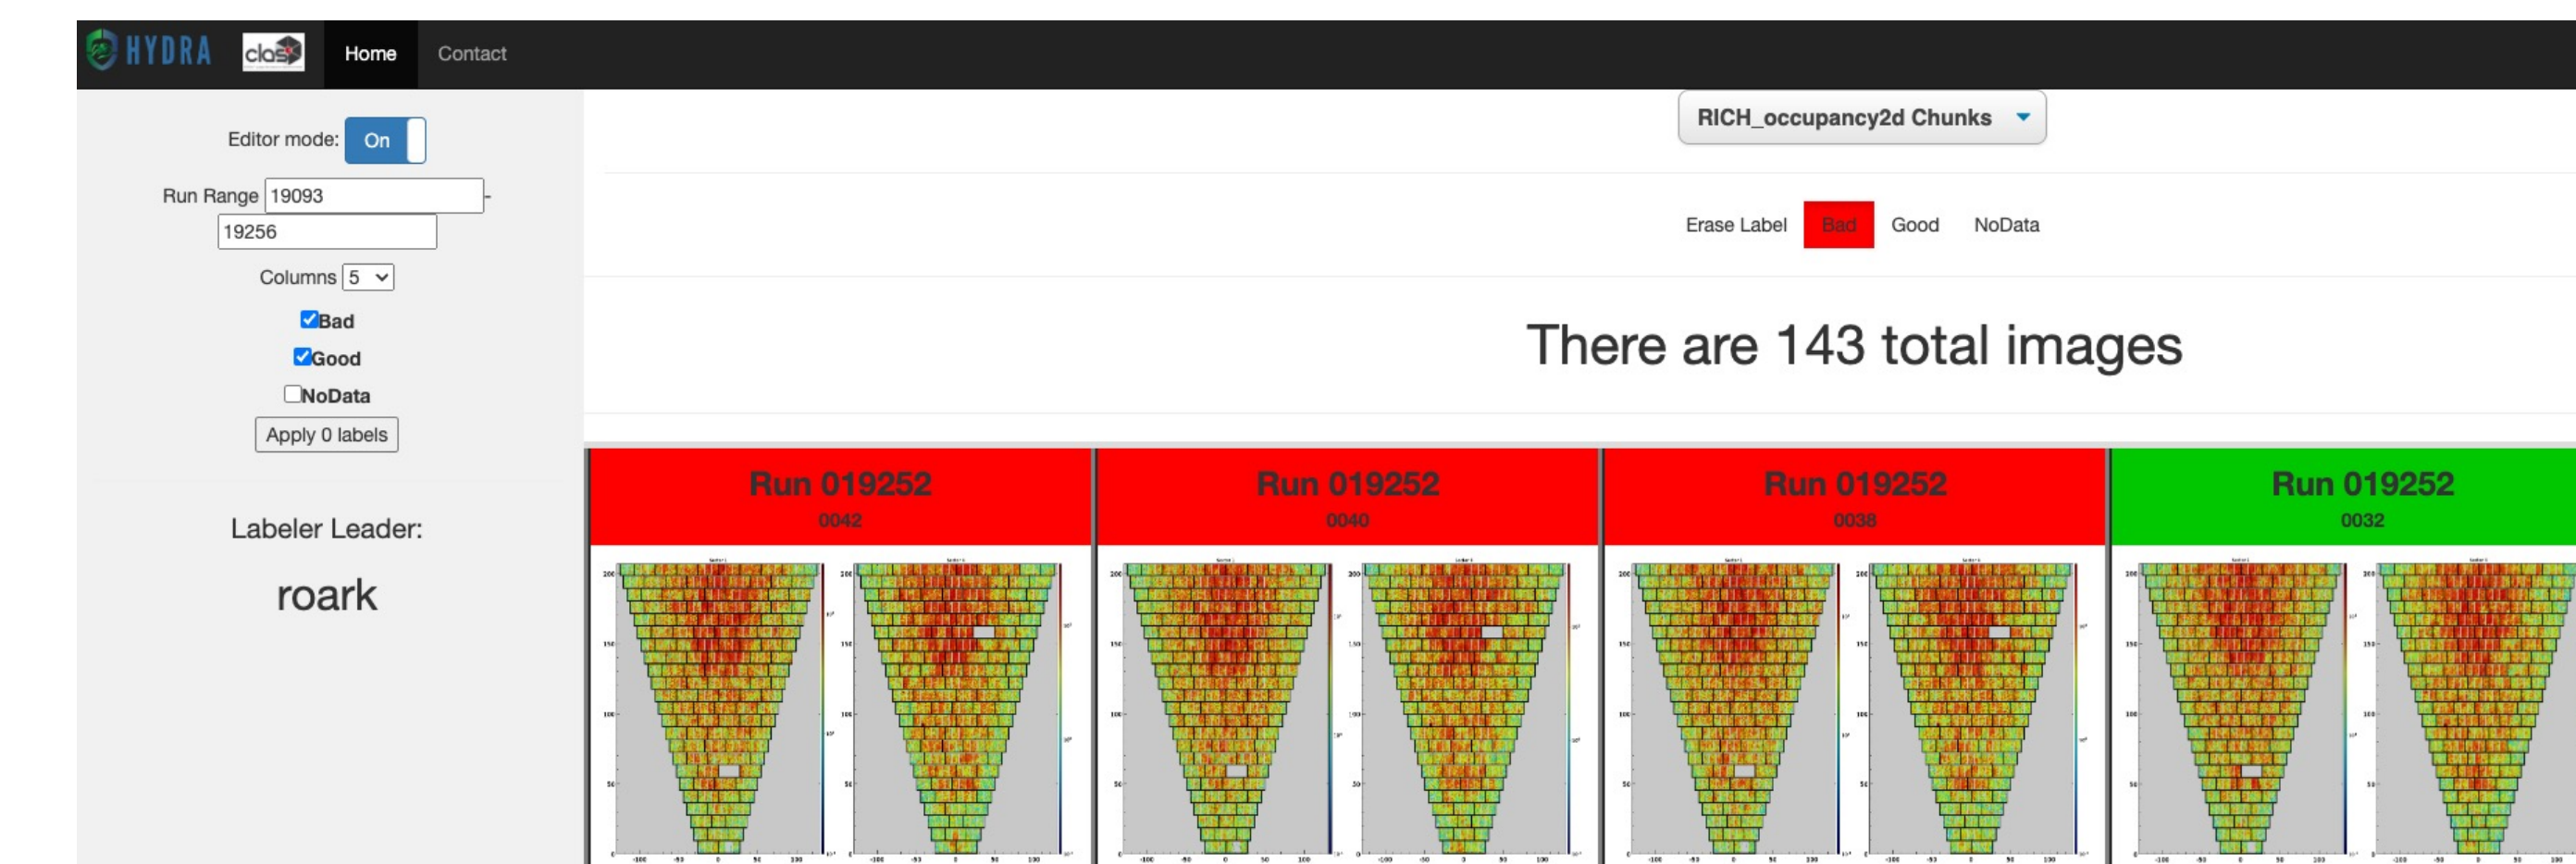 HYDRA clas Home Contact
Editor mode: On
Run Range 19093 -
19256
Columns 5
Bad
Good
NoData
Apply 0 labels
Labeler Leader:
roark
RICH_occupancy2d Chunks
Erase Label Bad Good NoData
There are 143 total images
Run 019252 Run 019252 Run 019252 Run 019252
0042 0040 0038 0032